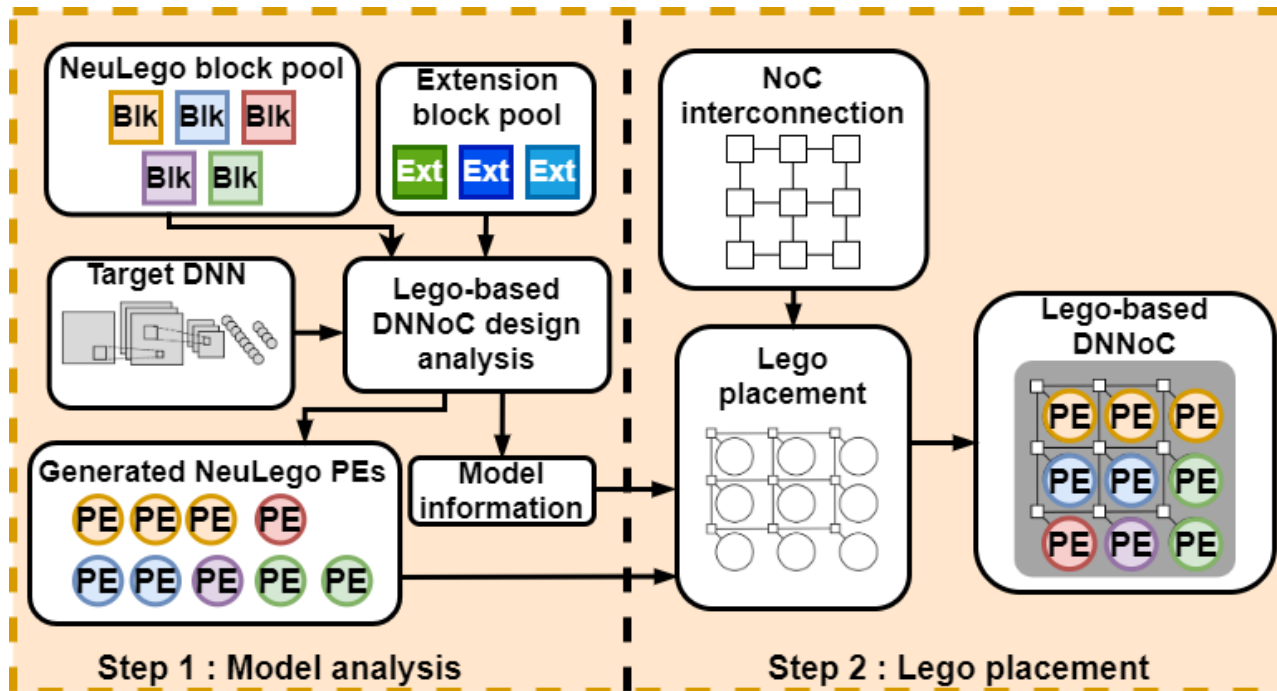 NeuLego block pool
Blk Blk Blk
Blk Blk
Extension
block pool
Ext Ext Ext
Target DNN
Lego-based
DNNoC design
analysis
Generated NeuLego PEs
PE PE PE PE
PE PE PE PE PE
Model
information
Step 1 : Model analysis
NoC
interconnection
Lego
placement
Lego-based
DNNoC
PE PE PE
PE PE PE
PE PE PE
Step 2 : Lego placement